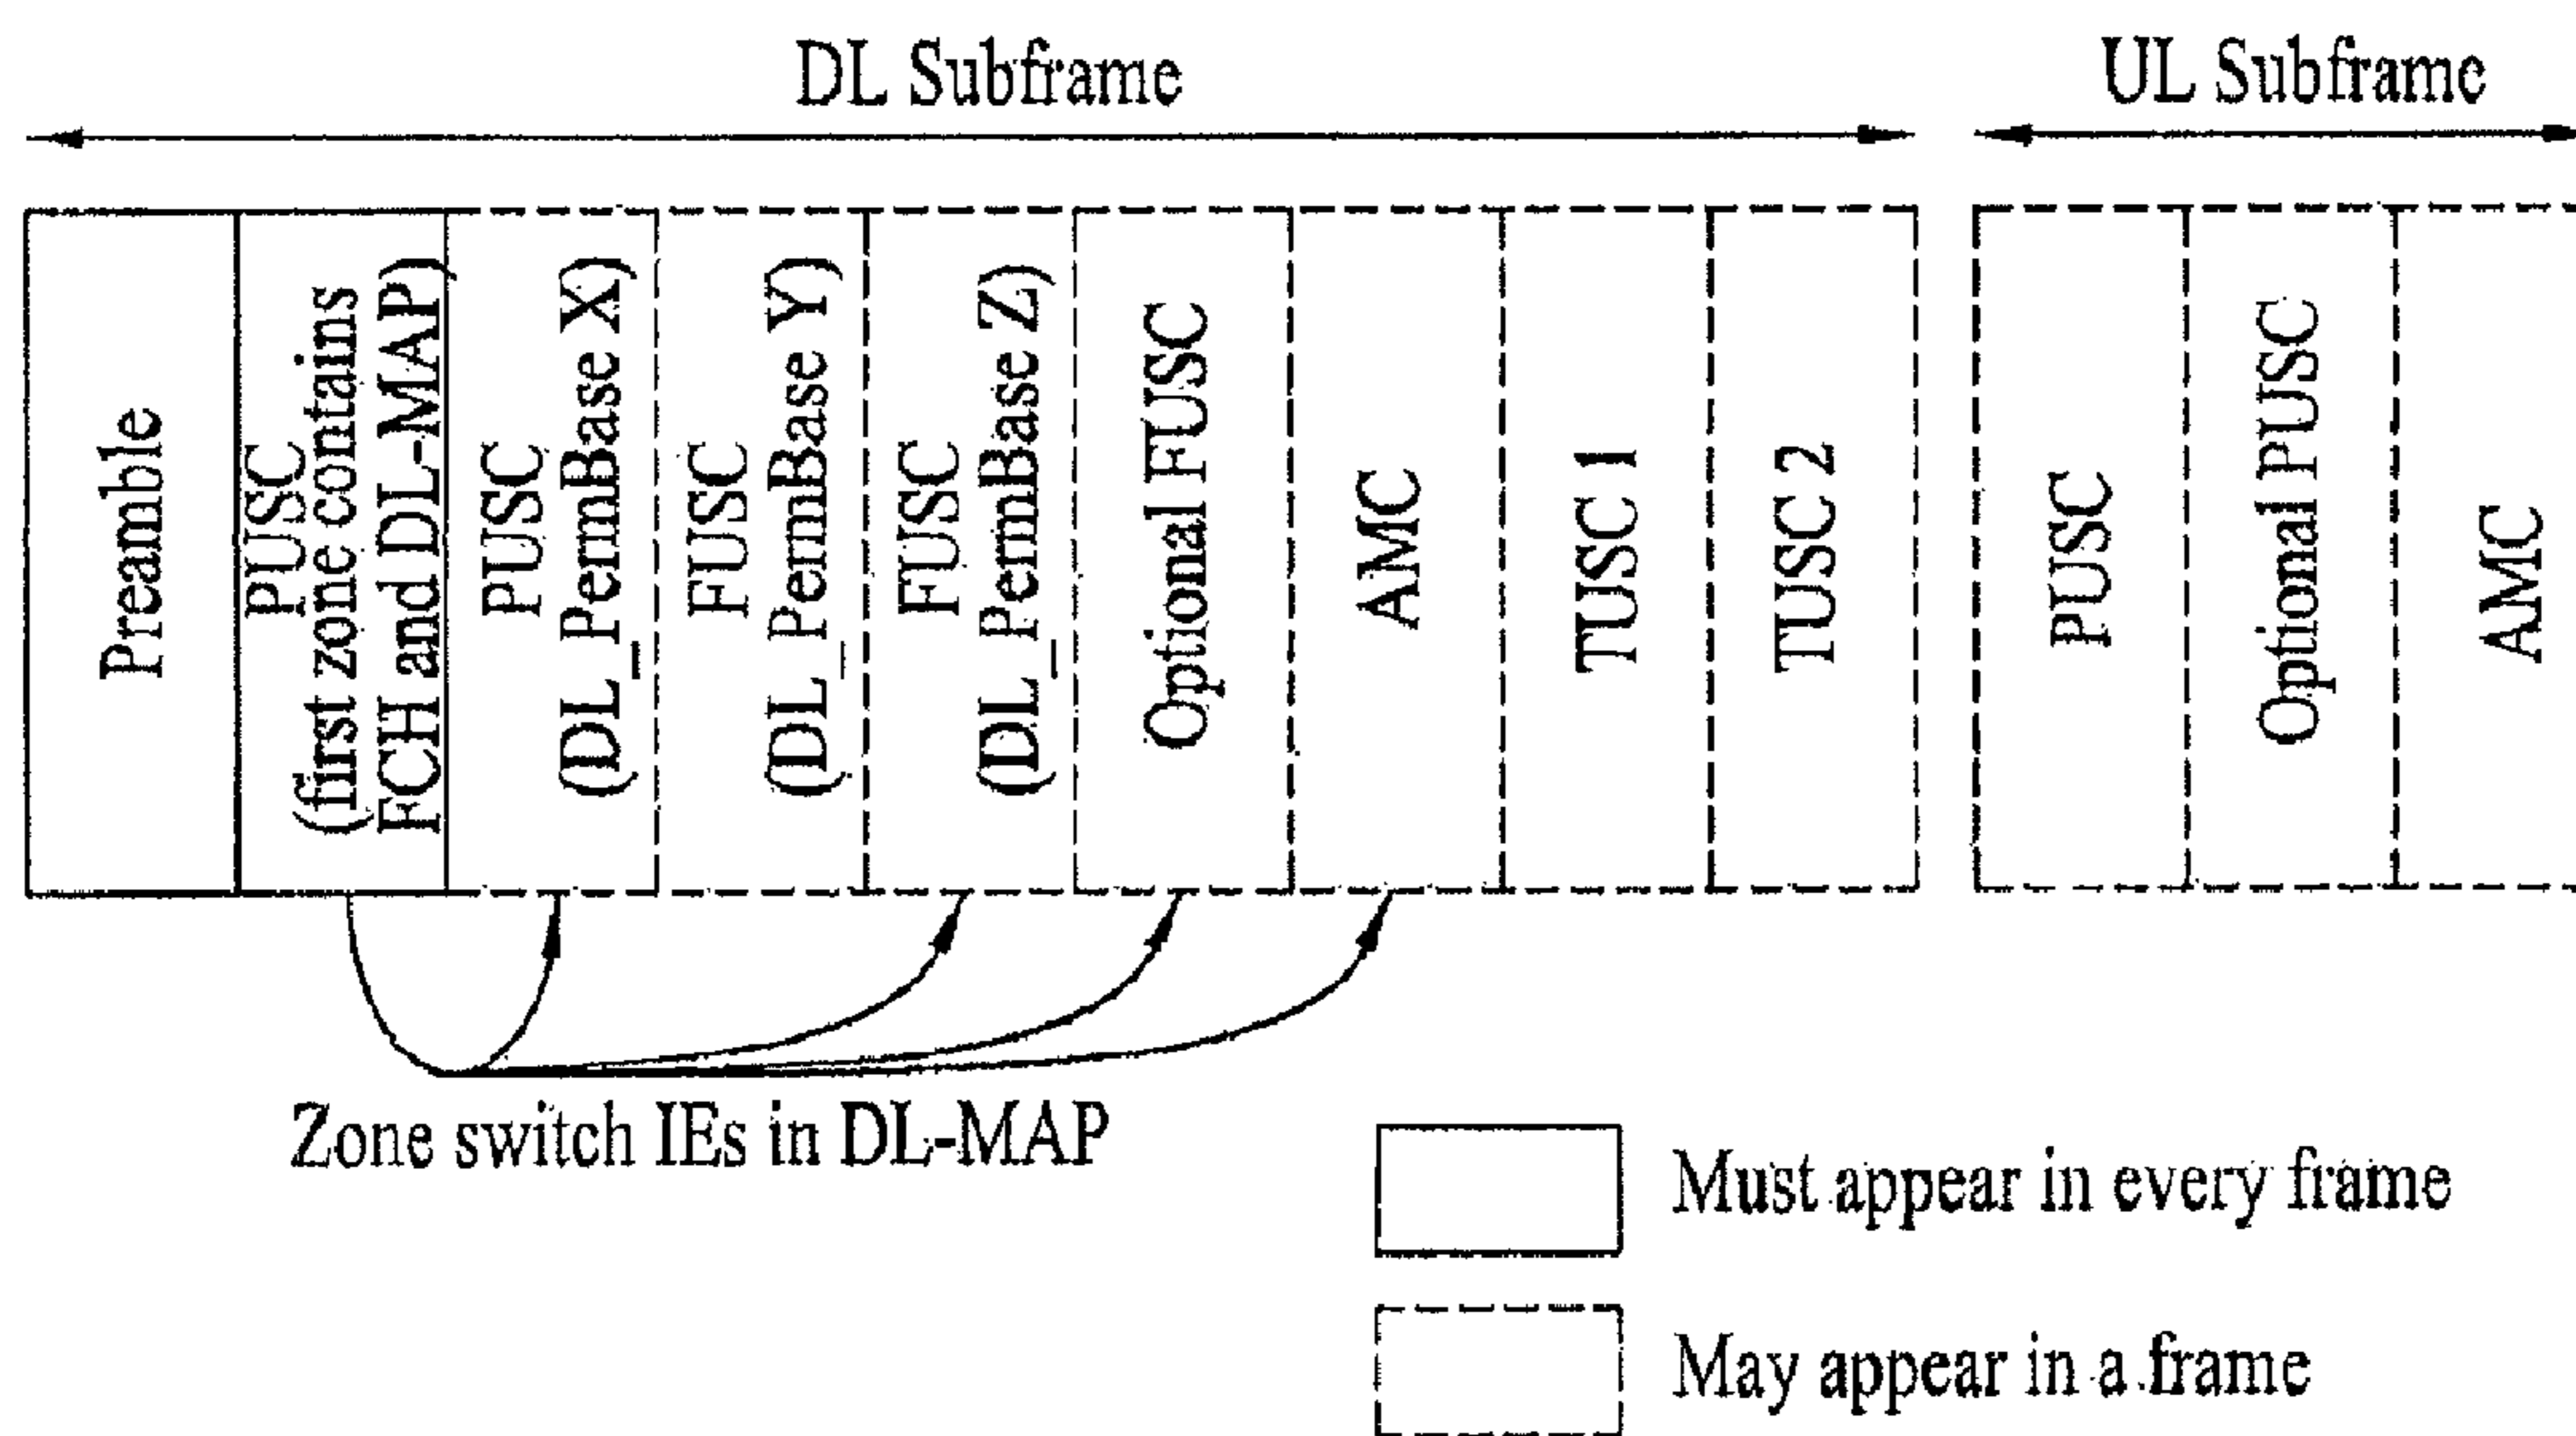 DL Subframe
UL Subframe
Preamble
PUSC
(first zone contains
FCH and DL-MAP)
PUSC
(DL_PermBase X)
FUSC
(DL_PermBase Y)
FUSC
(DL_PermBase Z)
Optional FUSC
AMC
TUSC 1
TUSC 2
PUSC
Optional PUSC
AMC
Zone switch IEs in DL-MAP
Must appear in every frame
May appear in a frame